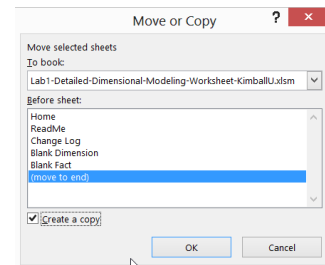 Move or Copy ?
Move selected sheets
To book:
Lab1-Detailed-Dimensional-Modeling-Worksheet-KimballU.xlsm
Before sheet:
Home
ReadMe
Change Log
Blank Dimension
Blank Fact
(move to end)
Create a copy
OK Cancel